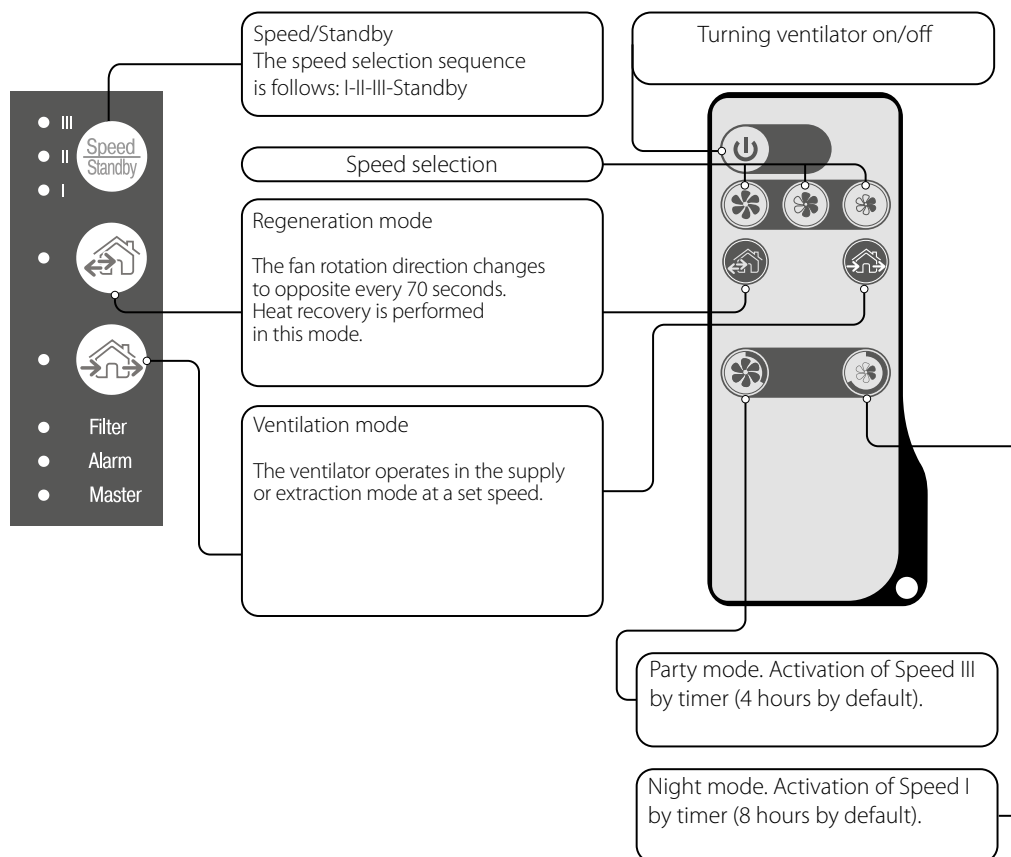 Speed/Standby
The speed selection sequence
is follows: I-II-III-Standby
Turning ventilator on/off
III
II
I
Speed
Standby
Speed selection
Regeneration mode
The fan rotation direction changes
to opposite every 70 seconds.
Heat recovery is performed
in this mode.
Ventilation mode
The ventilator operates in the supply
or extraction mode at a set speed.
Filter
Alarm
Master
Party mode. Activation of Speed III
by timer (4 hours by default).
Night mode. Activation of Speed I
by timer (8 hours by default).